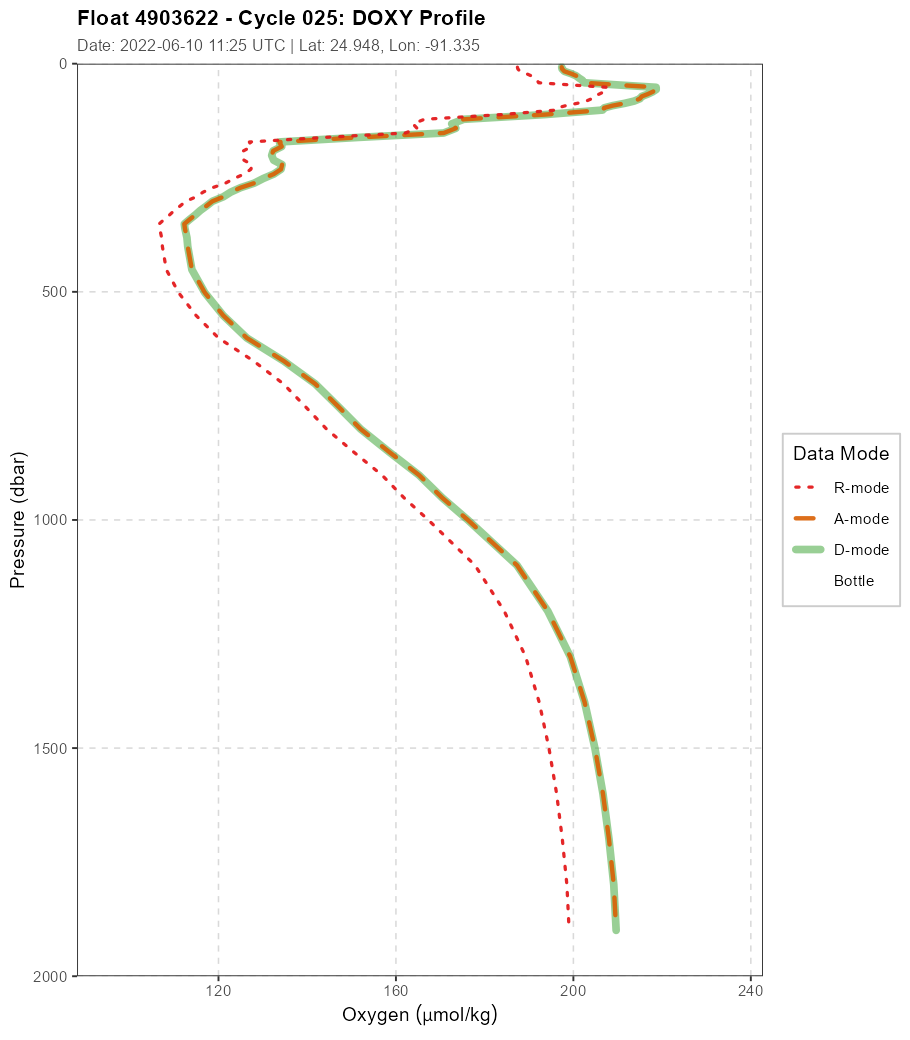 Float 4903622 - Cycle 025: DOXY Profile
Date: 2022-06-10 11:25 UTC | Lat: 24.948, Lon: -91.335
0
500
1000
1500
2000
Pressure (dbar)
120 160 200 240
Oxygen (μmol/kg)
Data Mode
R-mode
A-mode
D-mode
Bottle